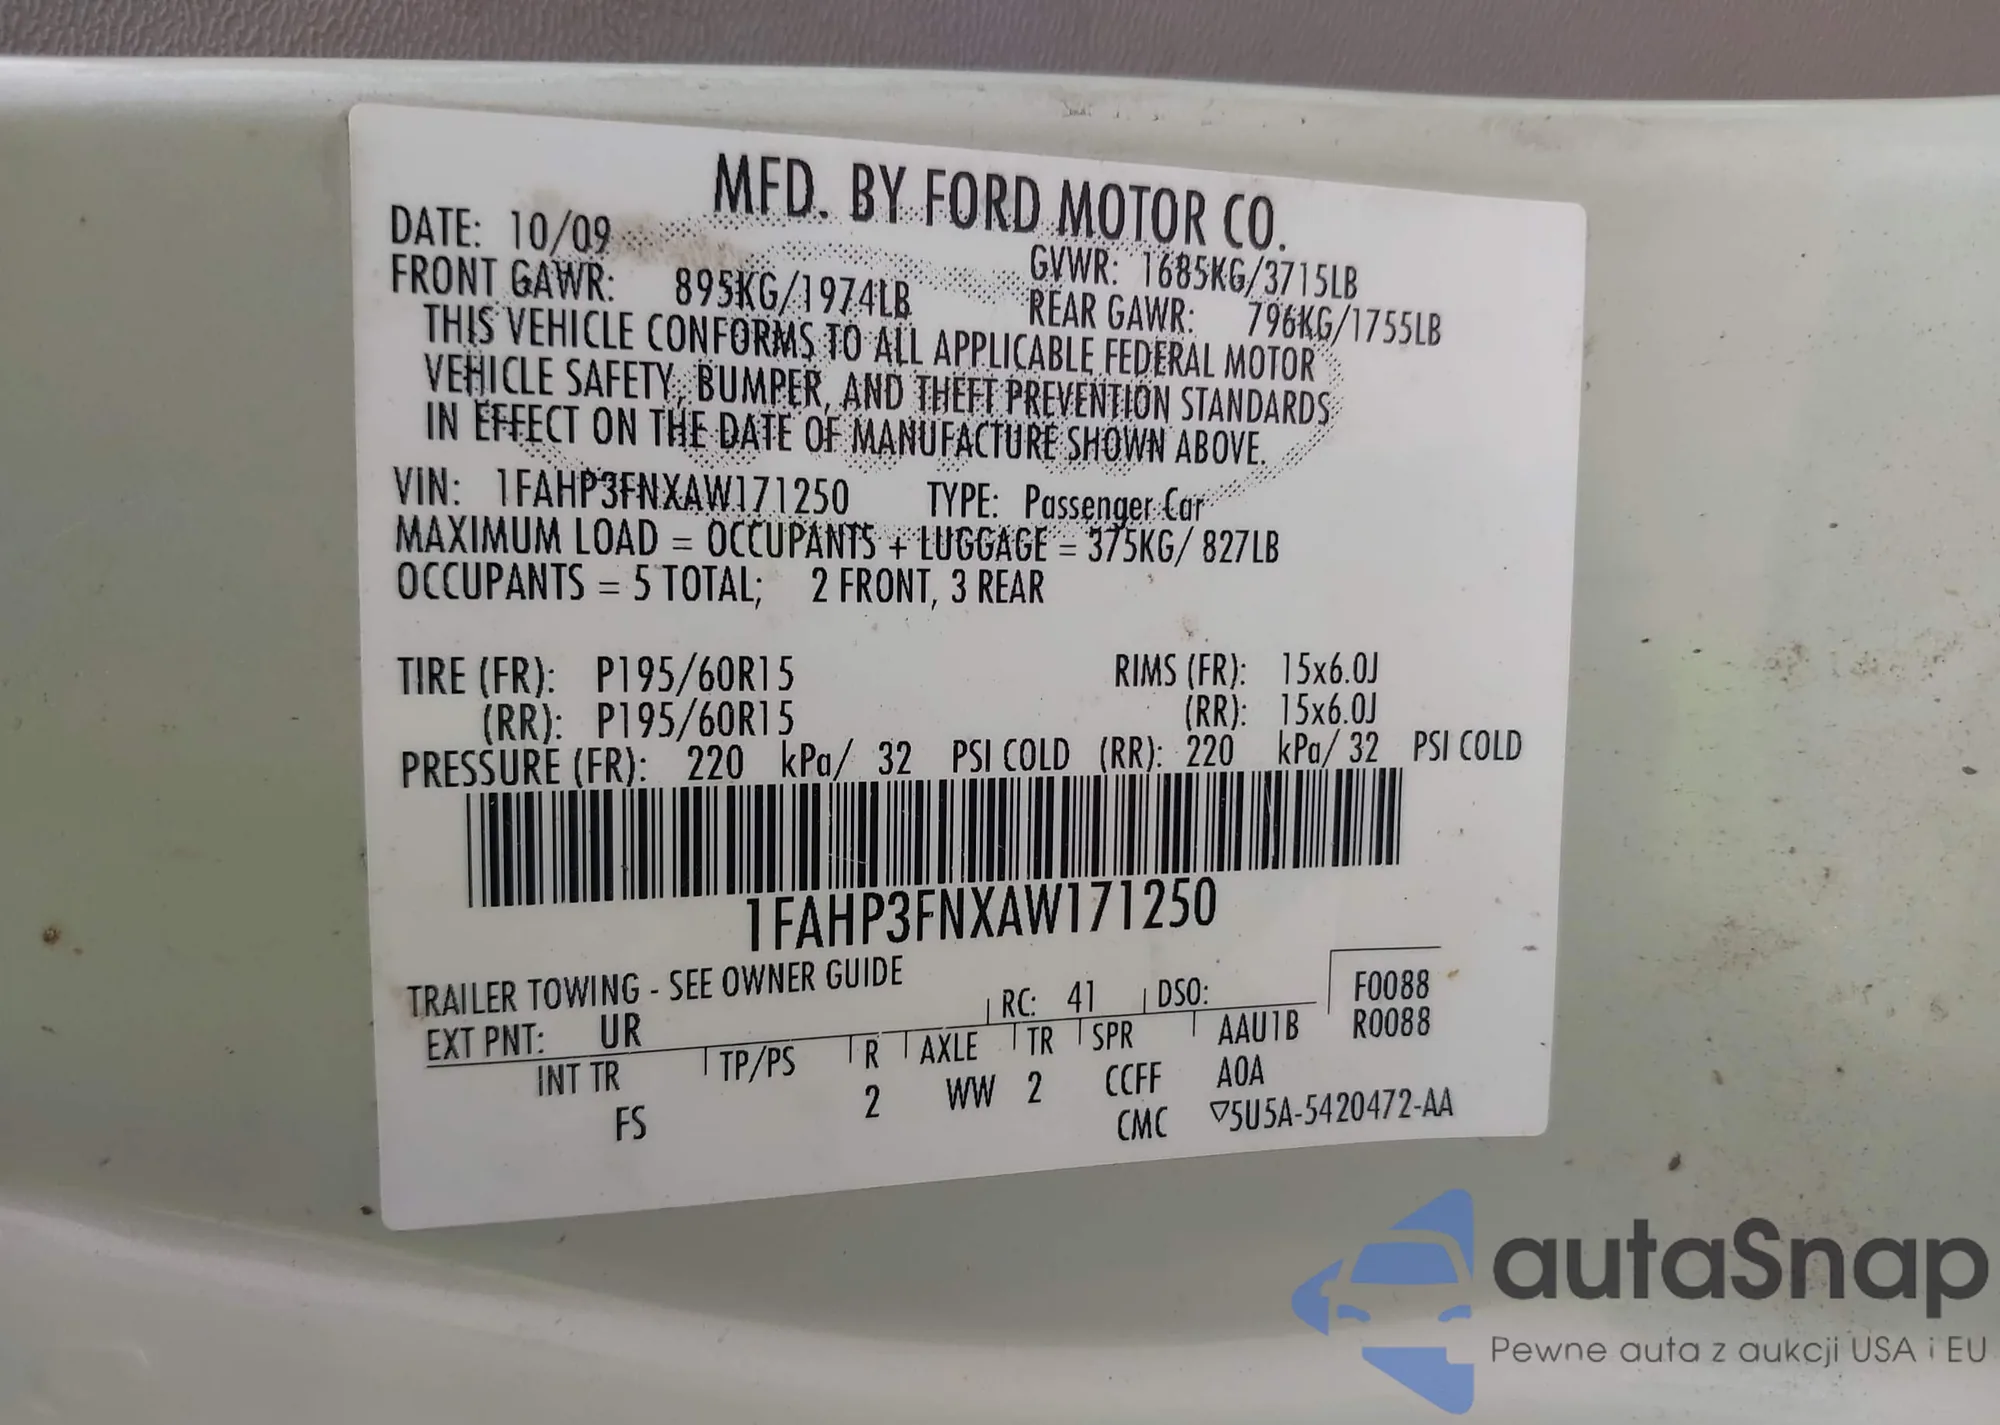 MFD. BY FORD MOTOR CO.
DATE: 10/09 GVWR: 1685KG/3715LB
FRONT GAWR: 895KG/1974LB REAR GAWR: 796KG/1755LB
THIS VEHICLE CONFORMS TO ALL APPLICABLE FEDERAL MOTOR
VEHICLE SAFETY, BUMPER, AND THEFT PREVENTION STANDARDS
IN EFFECT ON THE DATE OF MANUFACTURE SHOWN ABOVE.
VIN: 1FAHP3FNXAW171250 TYPE: Passenger Car
MAXIMUM LOAD = OCCUPANTS + LUGGAGE = 375KG/ 827LB
OCCUPANTS = 5 TOTAL; 2 FRONT, 3 REAR
TIRE (FR): P195/60R15 RIMS (FR): 15x6.0J
(RR): P195/60R15 (RR): 15x6.0J
PRESSURE (FR): 220 kPa/ 32 PSI COLD (RR): 220 kPa/ 32 PSI COLD
1FAHP3FNXAW171250
TRAILER TOWING - SEE OWNER GUIDE
EXT PNT: UR RC: 41 DSO: F0088
INT TR TP/PS R AXLE TR SPR AAU1B R0088
FS 2 WW 2 CCFF A0A
CMC ▽5U5A-5420472-AA
autaSnap
Pewne auta z aukcji USA i EU